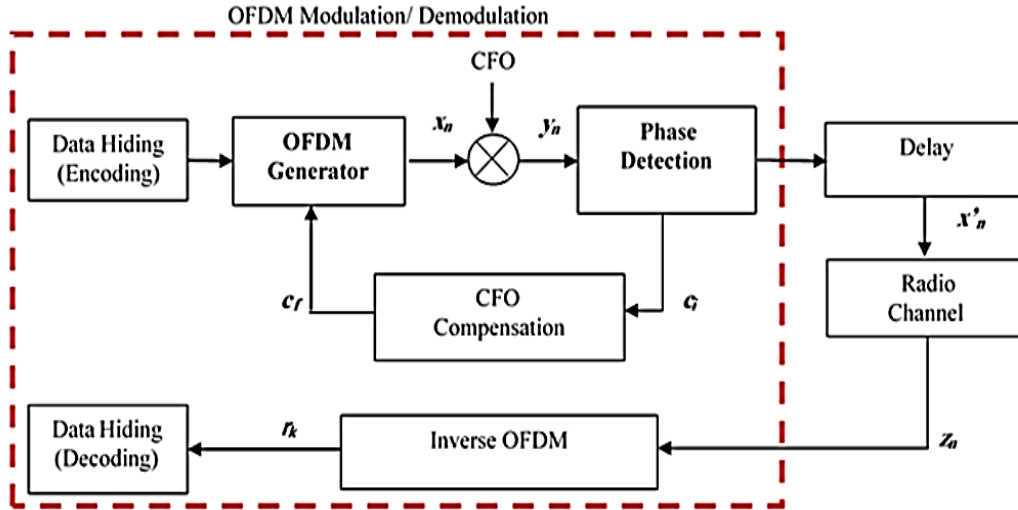 OFDM Modulation/ Demodulation
CFO
Data Hiding
(Encoding)
OFDM
Generator
xn
yn
Phase
Detection
Delay
x'n
Radio
Channel
cf
CFO
Compensation
ci
Data Hiding
(Decoding)
rk
Inverse OFDM
zn